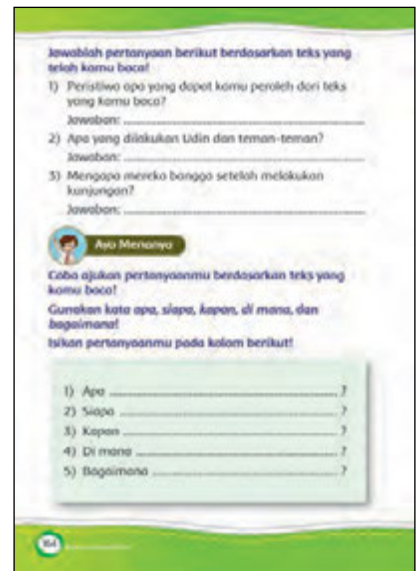 Jawablah pertanyaan berikut berdasarkan teks yang
telah kamu baca!
1) Peristiwa apa yang dapat kamu peroleh dari teks
yang kamu baca?
Jawaban:
2) Apa yang dilakukan Udin dan teman-teman?
Jawaban:
3) Mengapa mereka bangga setelah melakukan
kunjungan?
Jawaban:
Ayo Menanya
Coba ajukan pertanyaanmu berdasarkan teks yang
kamu baca!
Gunakan kata apa, siapa, kapan, di mana, dan
bagaimana!
Isikan pertanyaanmu pada kolom berikut!
1) Apa ?
2) Siapa ?
3) Kapan ?
4) Di mana ?
5) Bagaimana ?